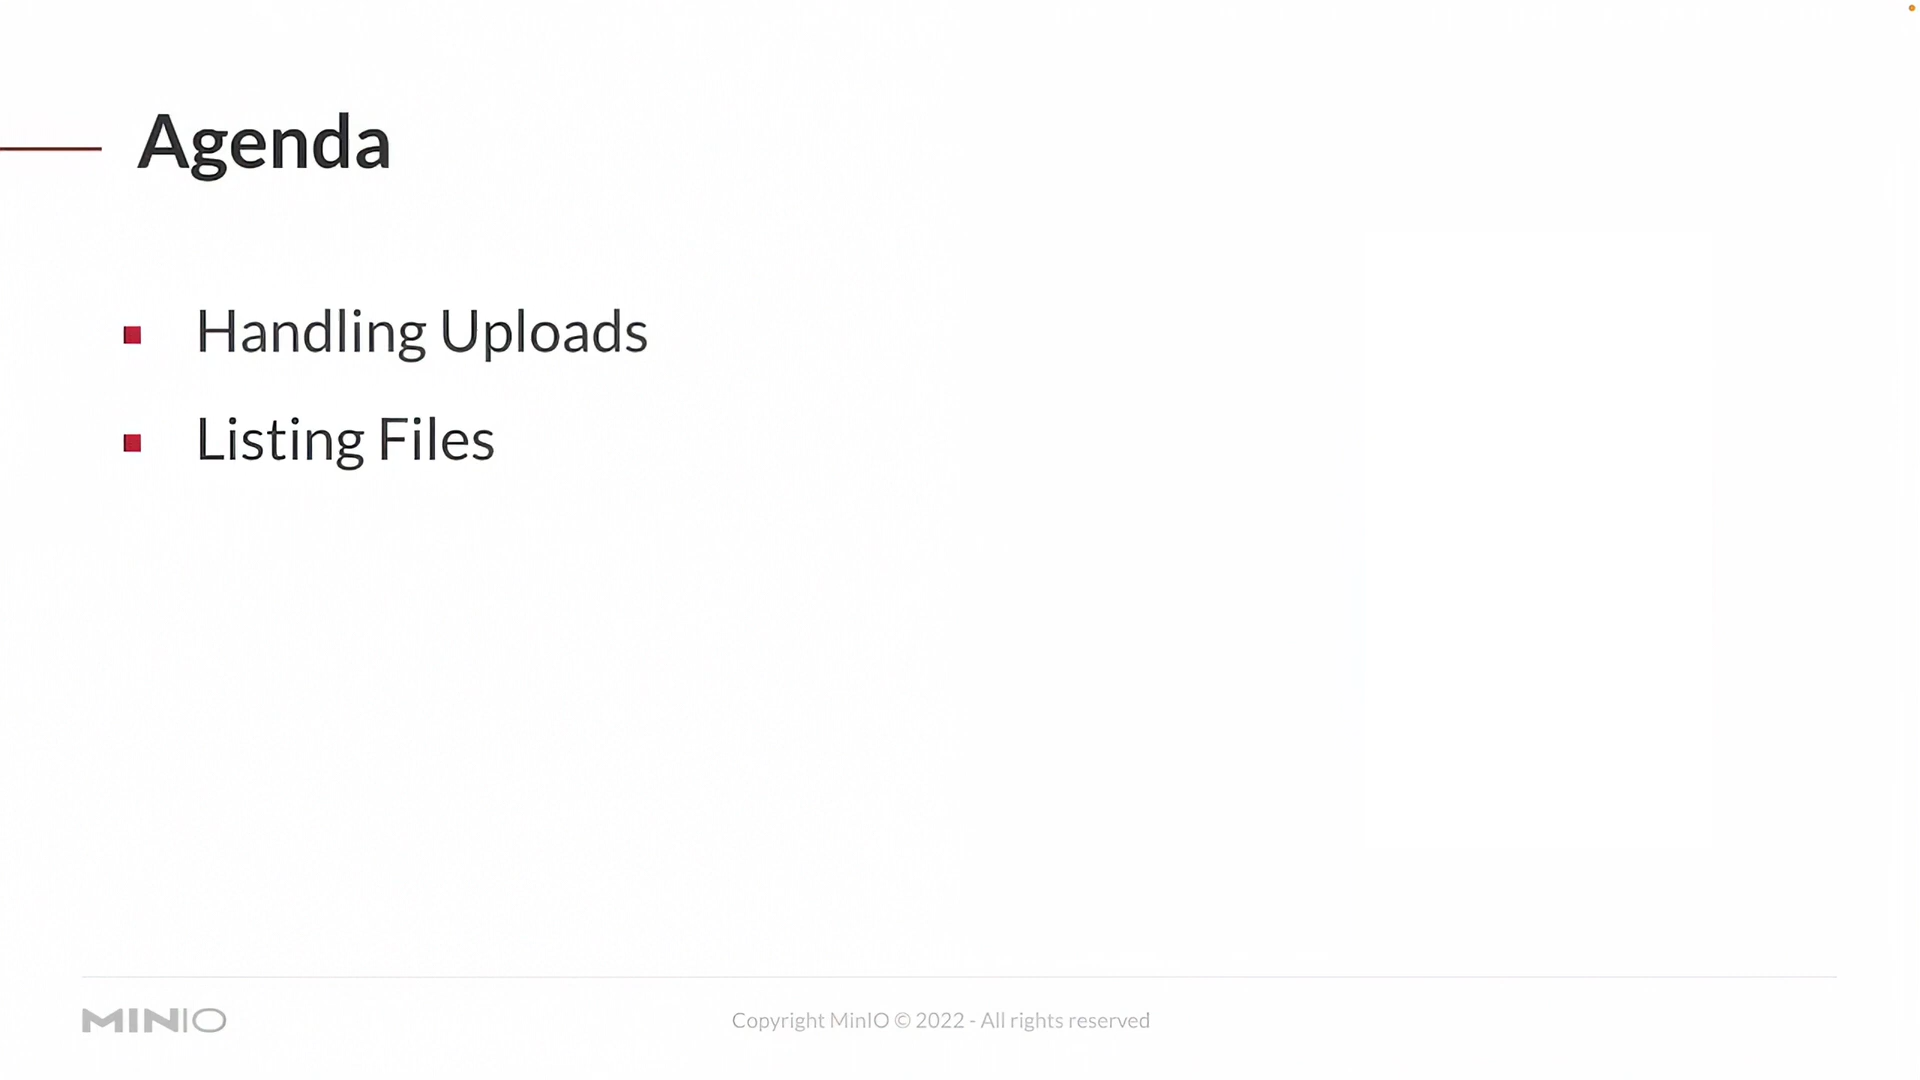 Agenda
Handling Uploads
Listing Files
MINIO
Copyright MinIO © 2022 - All rights reserved